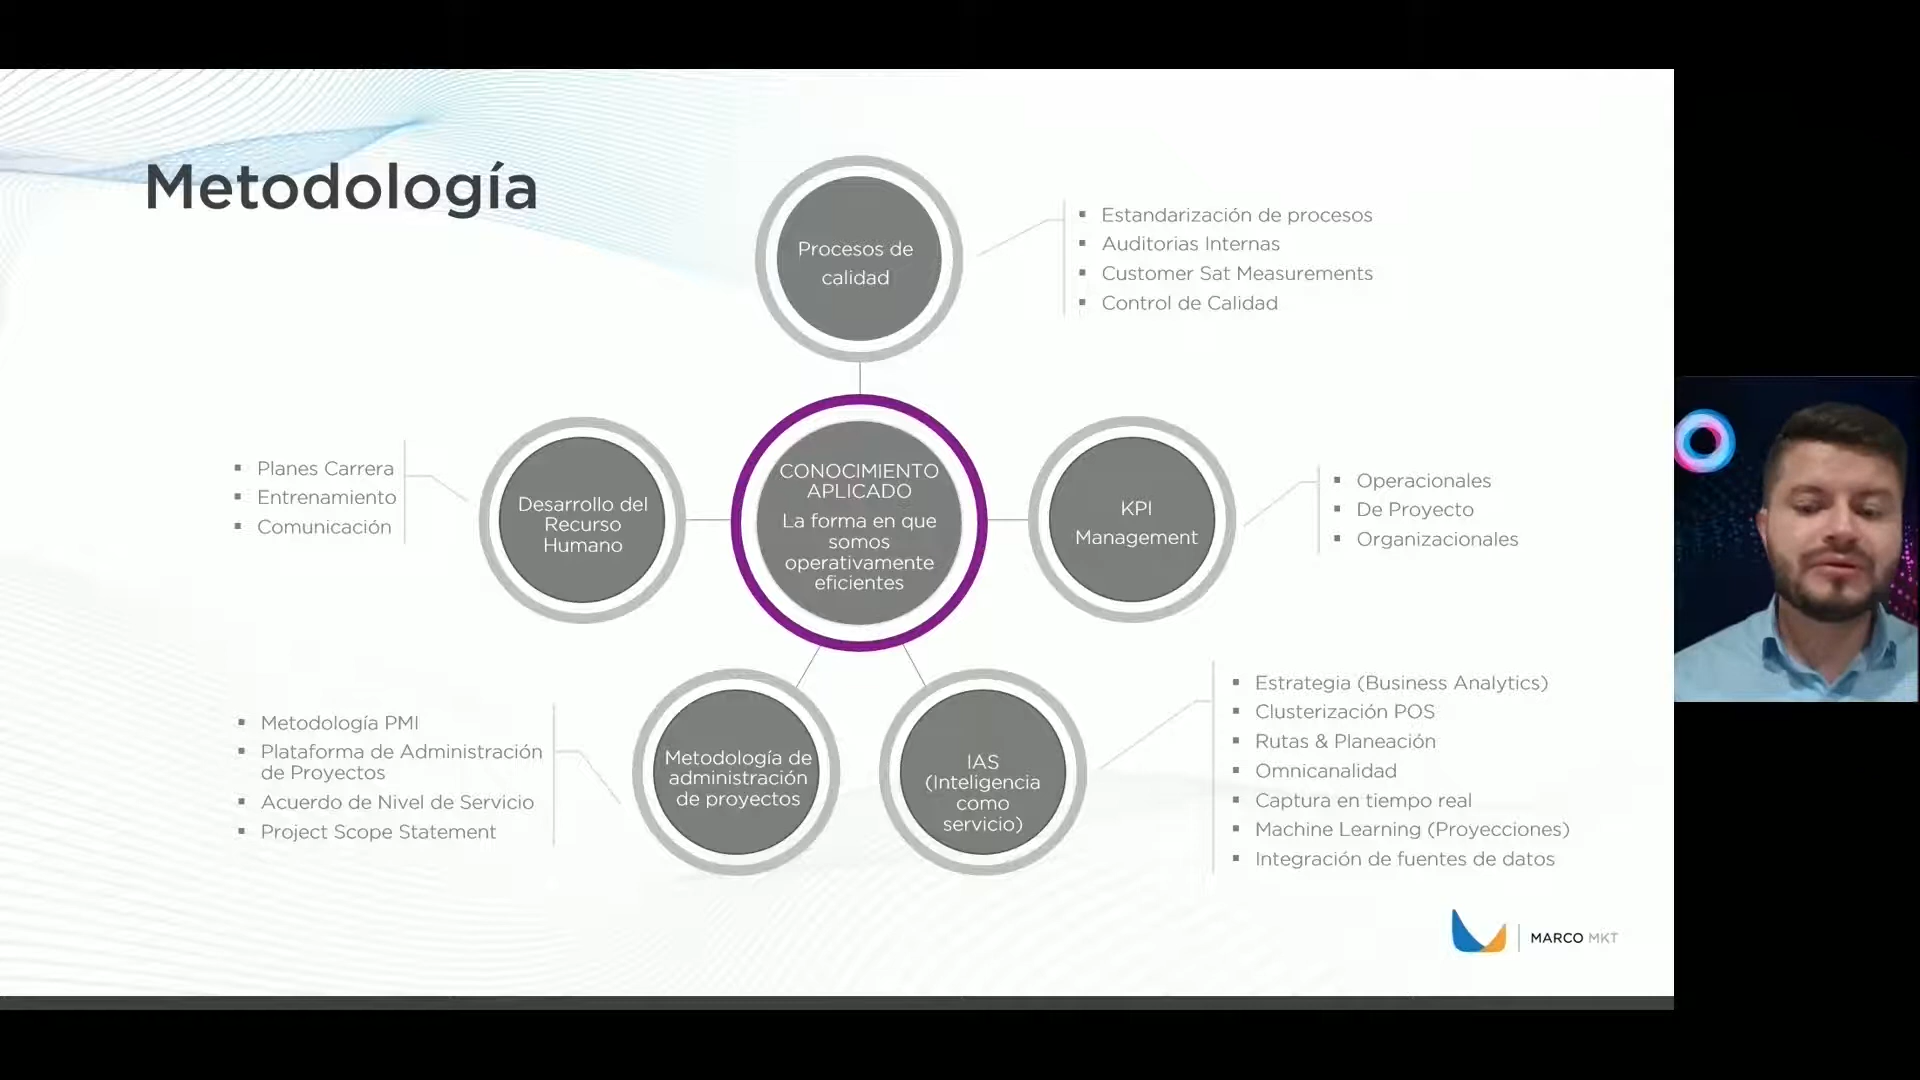 Metodología
Procesos de
calidad
▪ Estandarización de procesos
▪ Auditorias Internas
▪ Customer Sat Measurements
▪ Control de Calidad
▪ Planes Carrera
▪ Entrenamiento
▪ Comunicación
Desarrollo del
Recurso
Humano
CONOCIMIENTO
APLICADO
La forma en que
somos
operativamente
eficientes
KPI
Management
▪ Operacionales
▪ De Proyecto
▪ Organizacionales
▪ Metodología PMI
▪ Plataforma de Administración
de Proyectos
▪ Acuerdo de Nivel de Servicio
▪ Project Scope Statement
Metodología de
administración
de proyectos
IAS
(Inteligencia
como
servicio)
▪ Estrategia (Business Analytics)
▪ Clusterización POS
▪ Rutas & Planeación
▪ Omnicanalidad
▪ Captura en tiempo real
▪ Machine Learning (Proyecciones)
▪ Integración de fuentes de datos
MARCO MKT